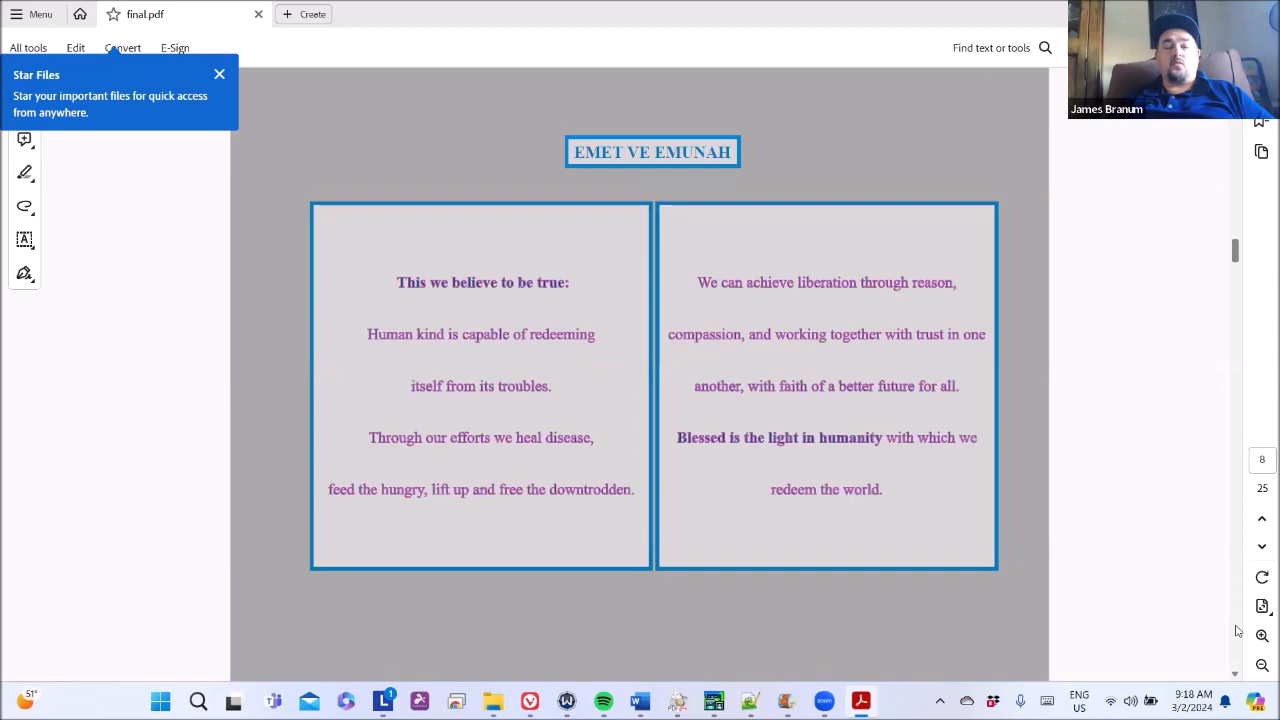 Menu
final.pdf
Create
All tools
Edit
Convert
E-Sign
Find text or tools
Star Files
Star your important files for quick access
from anywhere.
James Branum
EMET VE EMUNAH
This we believe to be true:
Human kind is capable of redeeming
itself from its troubles.
Through our efforts we heal disease,
feed the hungry, lift up and free the downtrodden.
We can achieve liberation through reason,
compassion, and working together with trust in one
another, with faith of a better future for all.
Blessed is the light in humanity with which we
redeem the world.
8
25
51°
L
1
W
zoom
ENG
US
9:18 AM
3/2/2024
PRE